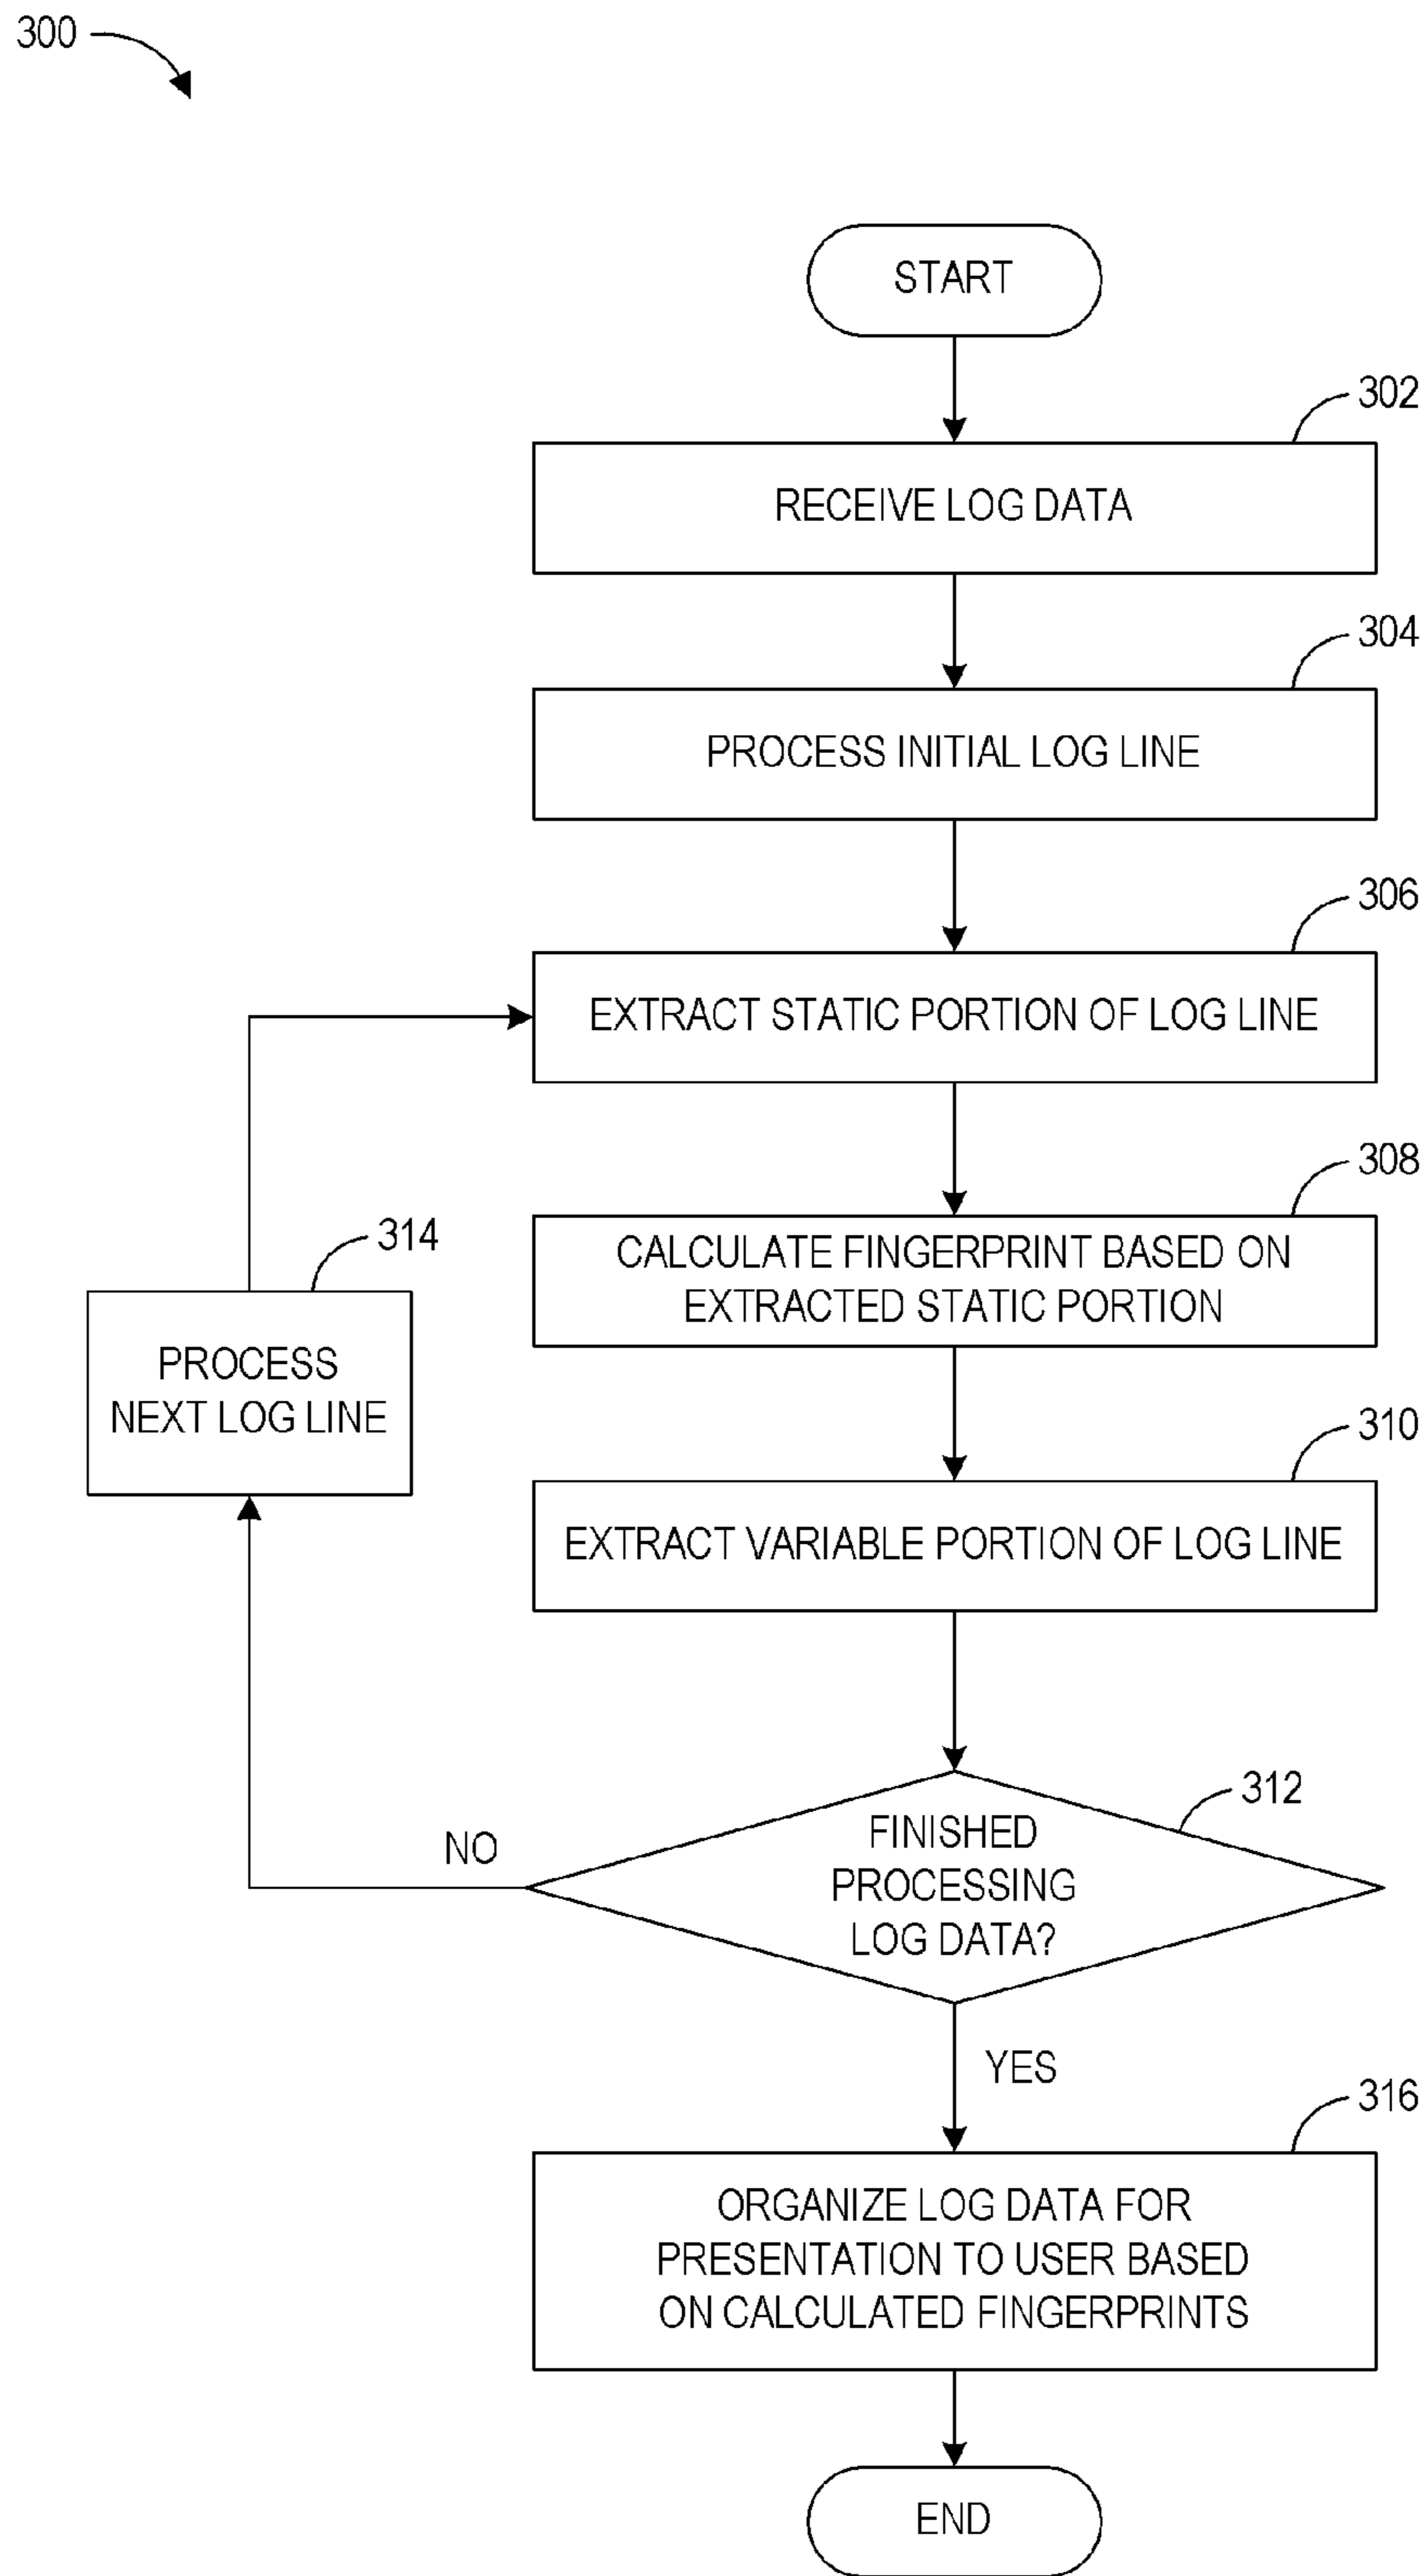 300
START
302
RECEIVE LOG DATA
304
PROCESS INITIAL LOG LINE
306
EXTRACT STATIC PORTION OF LOG LINE
308
CALCULATE FINGERPRINT BASED ON
EXTRACTED STATIC PORTION
314
PROCESS
NEXT LOG LINE
310
EXTRACT VARIABLE PORTION OF LOG LINE
312
FINISHED
PROCESSING
LOG DATA?
NO
YES
316
ORGANIZE LOG DATA FOR
PRESENTATION TO USER BASED
ON CALCULATED FINGERPRINTS
END